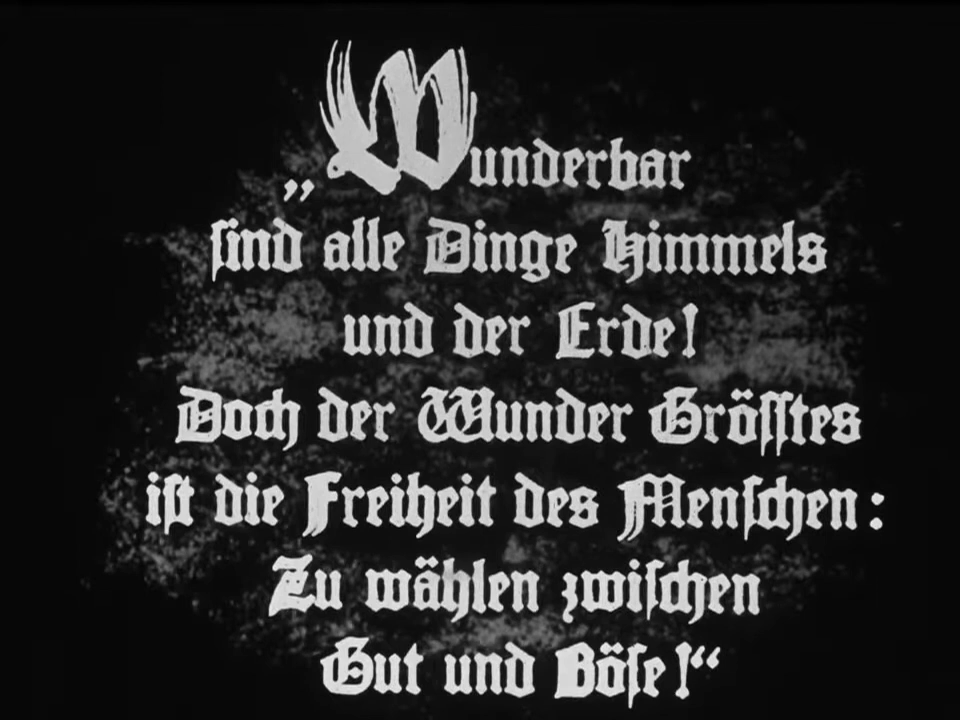 „Wunderbar
ſind alle Dinge Himmels
und der Erde!
Doch der Wunder Gröſſtes
iſt die Freiheit des Menſchen:
Zu wählen zwiſchen
Gut und Böſe!“